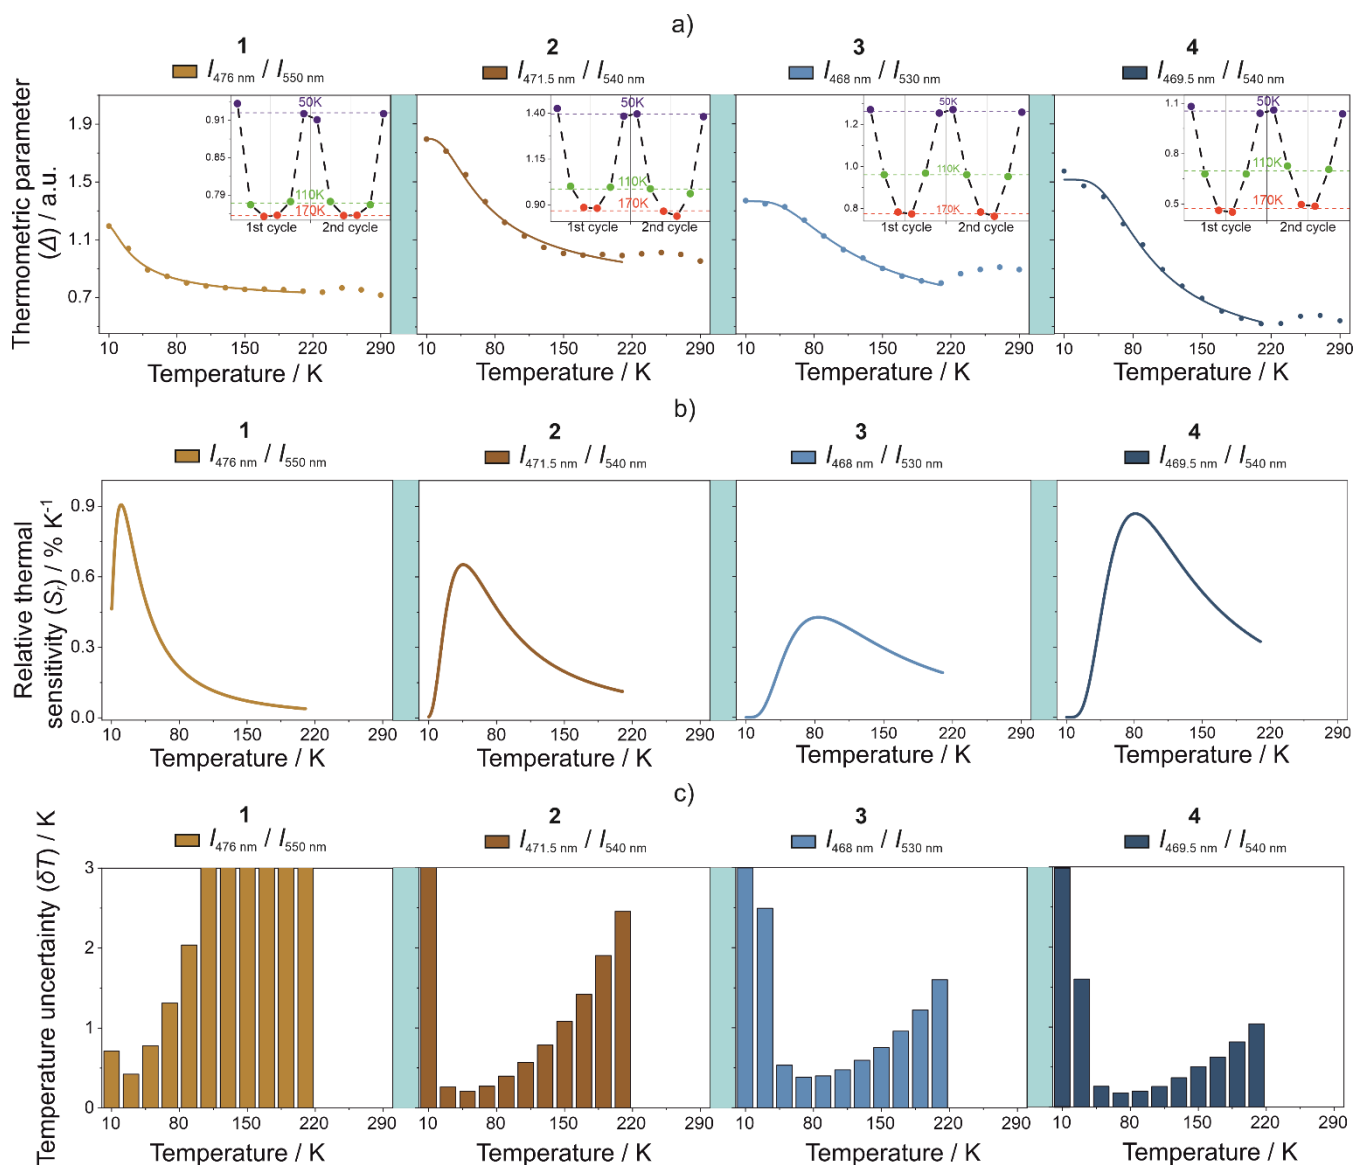 a)
1 2 3 4
I476 nm / I550 nm I471.5 nm / I540 nm I468 nm / I530 nm I469.5 nm / I540 nm
Thermometric parameter
(Δ) / a.u.
1.9
1.5
1.1
0.7
0.91
0.85
0.79
50K
110K
170K
1st cycle 2nd cycle
1.40
1.15
0.90
50K
110K
170K
1st cycle 2nd cycle
1.2
1.0
0.8
50K
110K
170K
1st cycle 2nd cycle
1.1
0.8
0.5
50K
110K
170K
1st cycle 2nd cycle
10 80 150 220 290 10 80 150 220 290 10 80 150 220 290 10 80 150 220 290
Temperature / K Temperature / K Temperature / K Temperature / K
b)
1 2 3 4
I476 nm / I550 nm I471.5 nm / I540 nm I468 nm / I530 nm I469.5 nm / I540 nm
Relative thermal
sensitivity (Sr) / % K-1
0.9
0.6
0.3
0.0
10 80 150 220 290 10 80 150 220 290 10 80 150 220 290 10 80 150 220 290
Temperature / K Temperature / K Temperature / K Temperature / K
c)
1 2 3 4
I476 nm / I550 nm I471.5 nm / I540 nm I468 nm / I530 nm I469.5 nm / I540 nm
Temperature uncertainty (δT) / K
3
2
1
0
10 80 150 220 290 10 80 150 220 290 10 80 150 220 290 10 80 150 220 290
Temperature / K Temperature / K Temperature / K Temperature / K